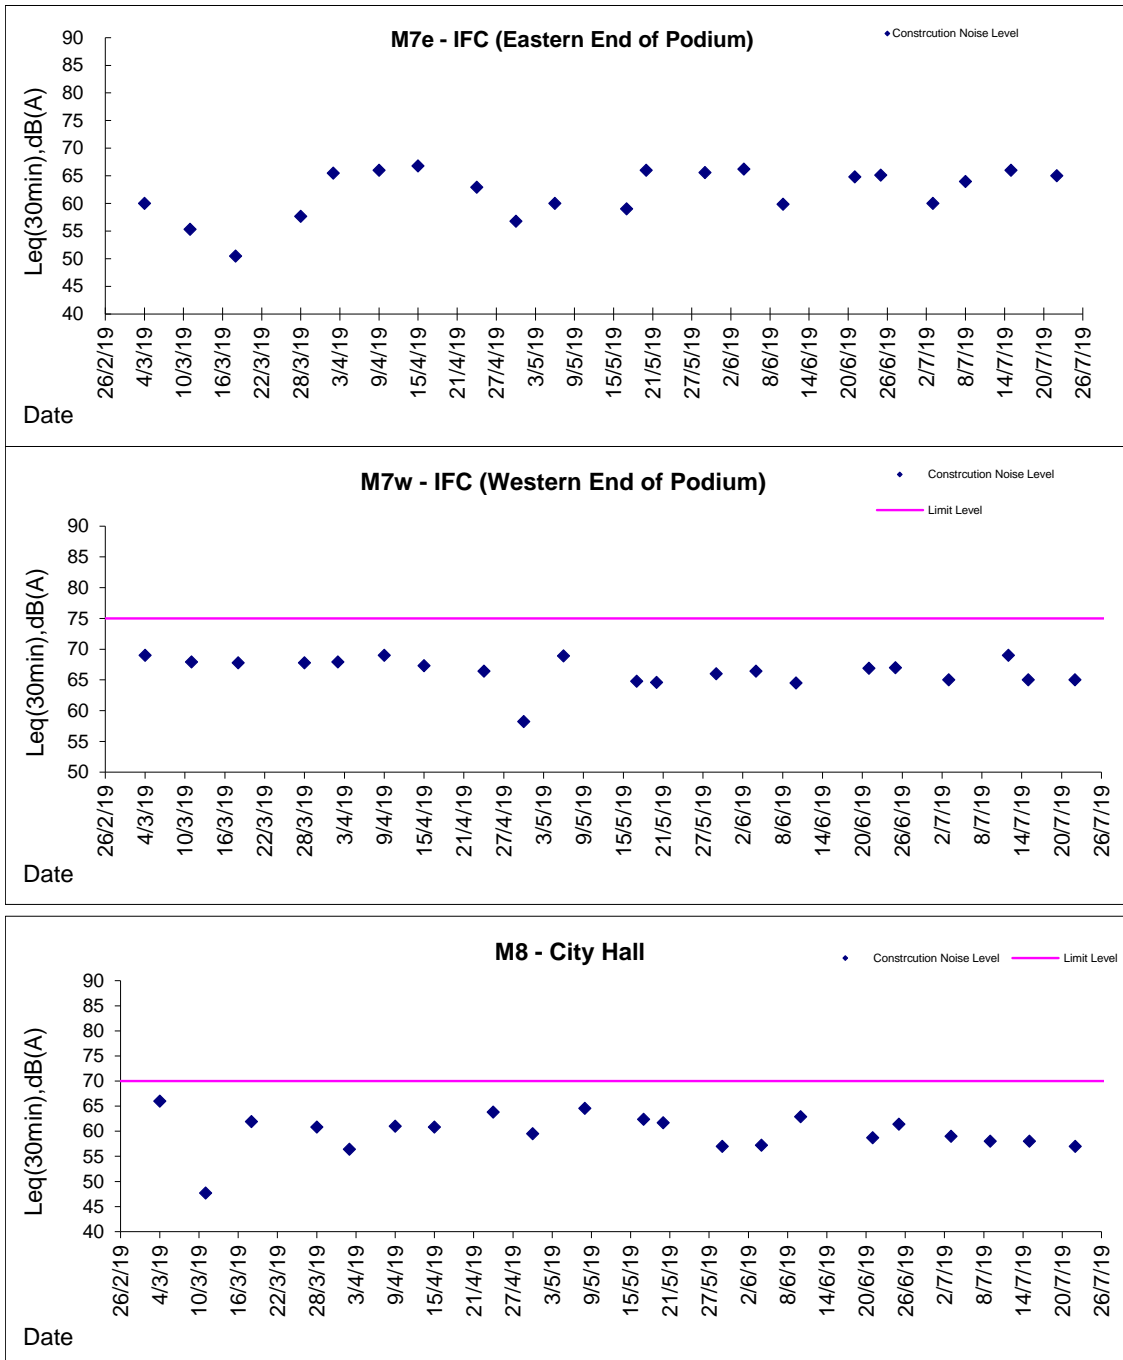 M7e - IFC (Eastern End of Podium)
Constrcution Noise Level
Leq(30min),dB(A)
90
85
80
75
70
65
60
55
50
45
40
26/2/19 4/3/19 10/3/19 16/3/19 22/3/19 28/3/19 3/4/19 9/4/19 15/4/19 21/4/19 27/4/19 3/5/19 9/5/19 15/5/19 21/5/19 27/5/19 2/6/19 8/6/19 14/6/19 20/6/19 26/6/19 2/7/19 8/7/19 14/7/19 20/7/19 26/7/19
Date
M7w - IFC (Western End of Podium)
Constrcution Noise Level
Limit Level
Leq(30min),dB(A)
90
85
80
75
70
65
60
55
50
26/2/19 4/3/19 10/3/19 16/3/19 22/3/19 28/3/19 3/4/19 9/4/19 15/4/19 21/4/19 27/4/19 3/5/19 9/5/19 15/5/19 21/5/19 27/5/19 2/6/19 8/6/19 14/6/19 20/6/19 26/6/19 2/7/19 8/7/19 14/7/19 20/7/19 26/7/19
Date
M8 - City Hall
Constrcution Noise Level Limit Level
Leq(30min),dB(A)
90
85
80
75
70
65
60
55
50
45
40
26/2/19 4/3/19 10/3/19 16/3/19 22/3/19 28/3/19 3/4/19 9/4/19 15/4/19 21/4/19 27/4/19 3/5/19 9/5/19 15/5/19 21/5/19 27/5/19 2/6/19 8/6/19 14/6/19 20/6/19 26/6/19 2/7/19 8/7/19 14/7/19 20/7/19 26/7/19
Date